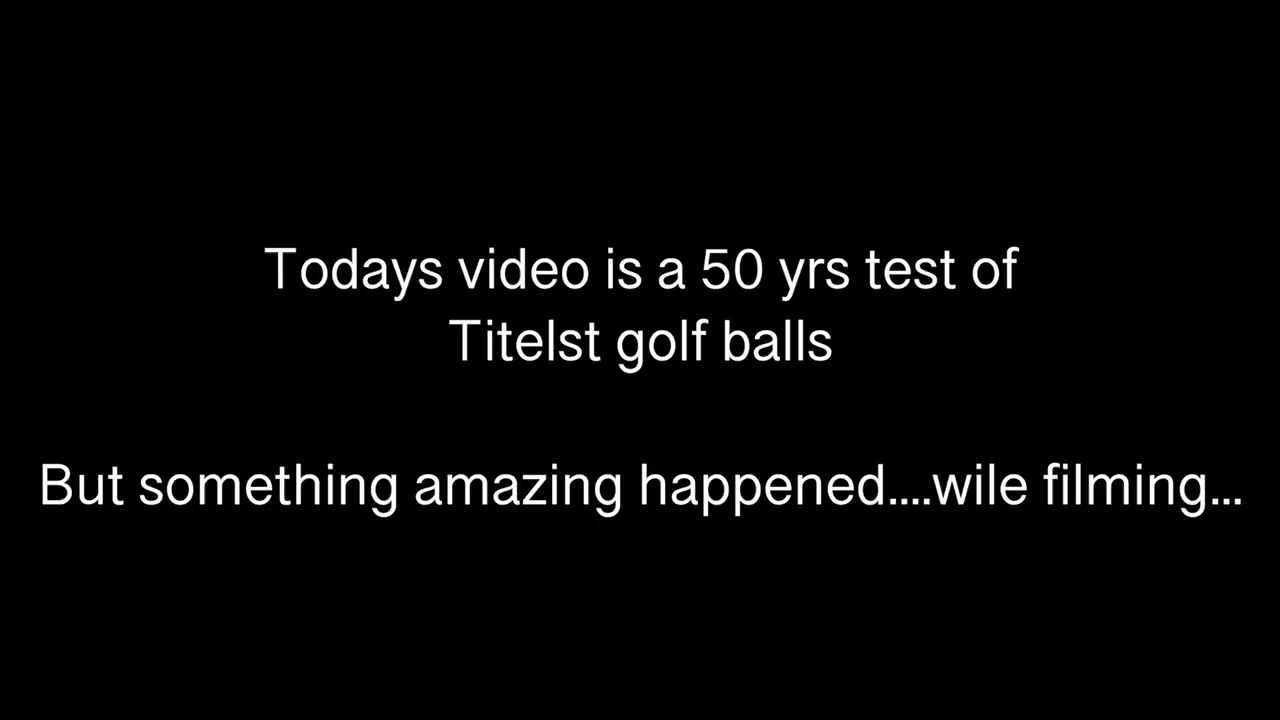 Todays video is a 50 yrs test of
Titelst golf balls
But something amazing happened....wile filming...